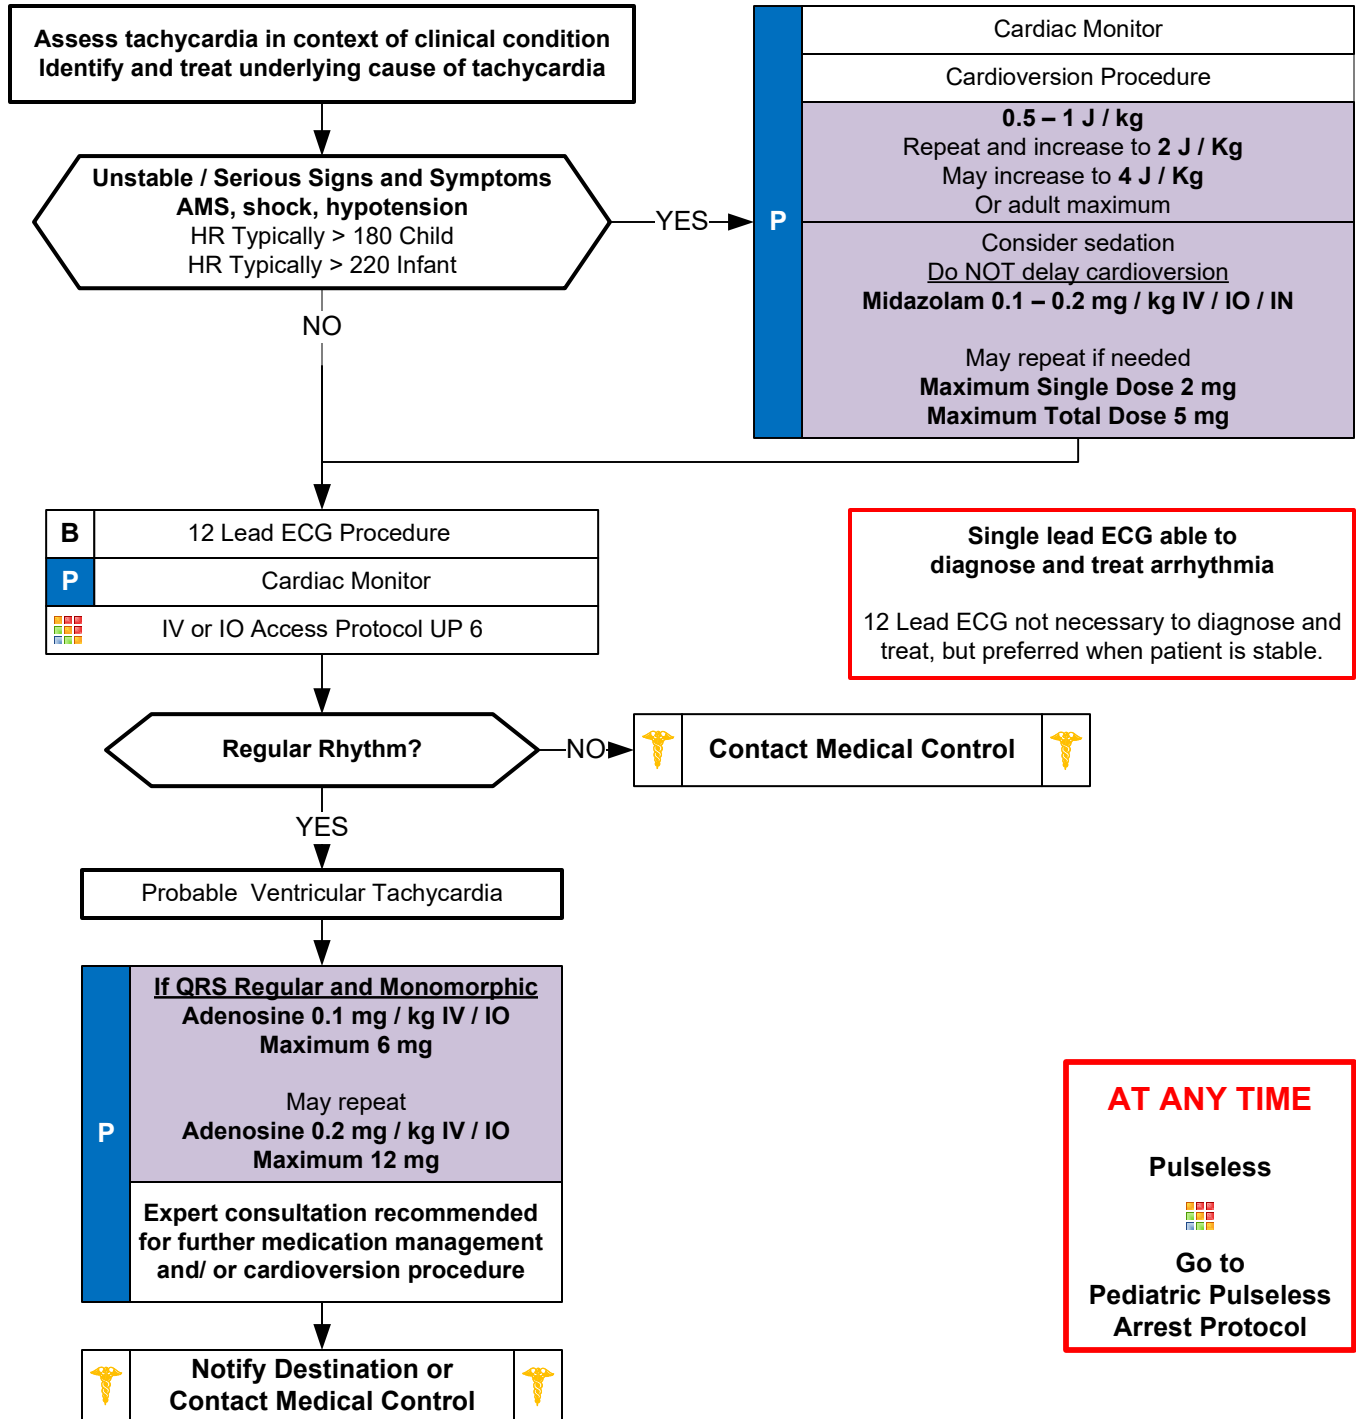 Assess tachycardia in context of clinical condition
Identify and treat underlying cause of tachycardia
Unstable / Serious Signs and Symptoms
AMS, shock, hypotension
HR Typically > 180 Child
HR Typically > 220 Infant
YES
NO
P
Cardiac Monitor
Cardioversion Procedure
0.5 – 1 J / kg
Repeat and increase to 2 J / Kg
May increase to 4 J / Kg
Or adult maximum
Consider sedation
Do NOT delay cardioversion
Midazolam 0.1 – 0.2 mg / kg IV / IO / IN
May repeat if needed
Maximum Single Dose 2 mg
Maximum Total Dose 5 mg
B
12 Lead ECG Procedure
P
Cardiac Monitor
IV or IO Access Protocol UP 6
Single lead ECG able to
diagnose and treat arrhythmia
12 Lead ECG not necessary to diagnose and
treat, but preferred when patient is stable.
Regular Rhythm?
NO
Contact Medical Control
YES
Probable Ventricular Tachycardia
P
If QRS Regular and Monomorphic
Adenosine 0.1 mg / kg IV / IO
Maximum 6 mg
May repeat
Adenosine 0.2 mg / kg IV / IO
Maximum 12 mg
Expert consultation recommended
for further medication management
and/ or cardioversion procedure
Notify Destination or
Contact Medical Control
AT ANY TIME
Pulseless
Go to
Pediatric Pulseless
Arrest Protocol